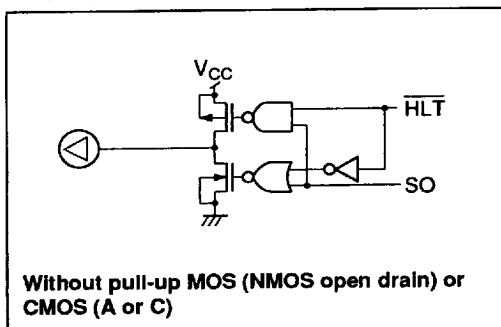 VCC
HLT
SO
Without pull-up MOS (NMOS open drain) or
CMOS (A or C)